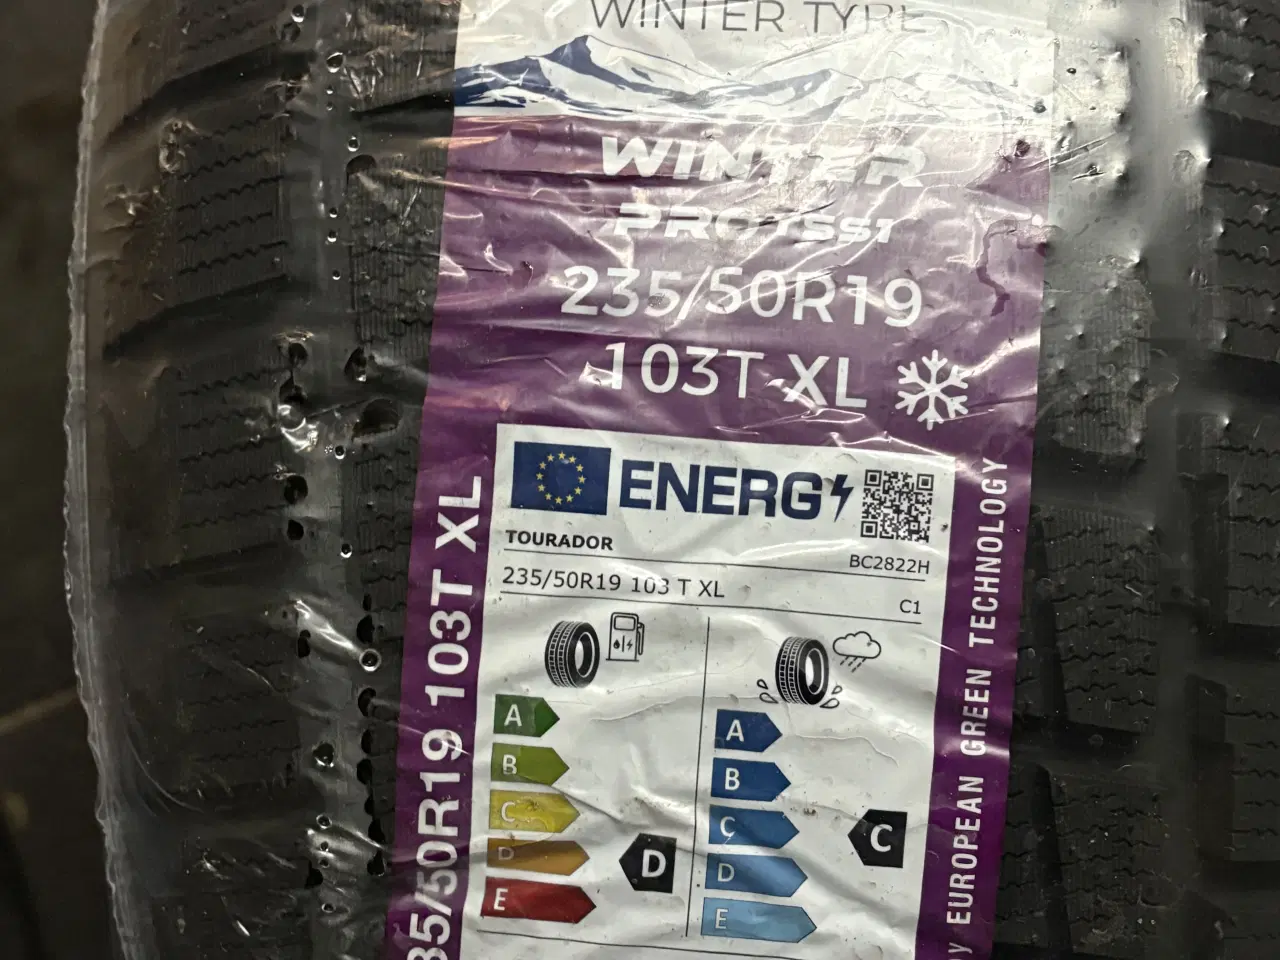 WINTER TYRE
WINTER
PRO TSS1
235/50R19
103T XL
ENERG
TOURADOR
BC2822H
235/50R19 103 T XL
C1
A
B
C
D
E
D
A
B
C
D
E
C
35/50R19 103T XL
EUROPEAN GREEN TECHNOLOGY